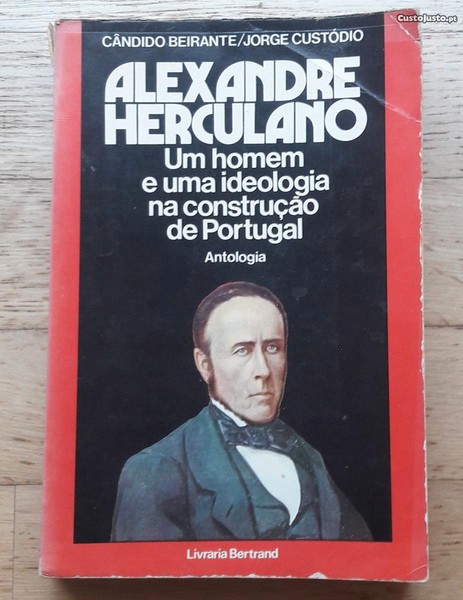 CustoJusto.pt
CÂNDIDO BEIRANTE/JORGE CUSTÓDIO
ALEXANDRE
HERCULANO
Um homem
e uma ideologia
na construção
de Portugal
Antologia
Livraria Bertrand